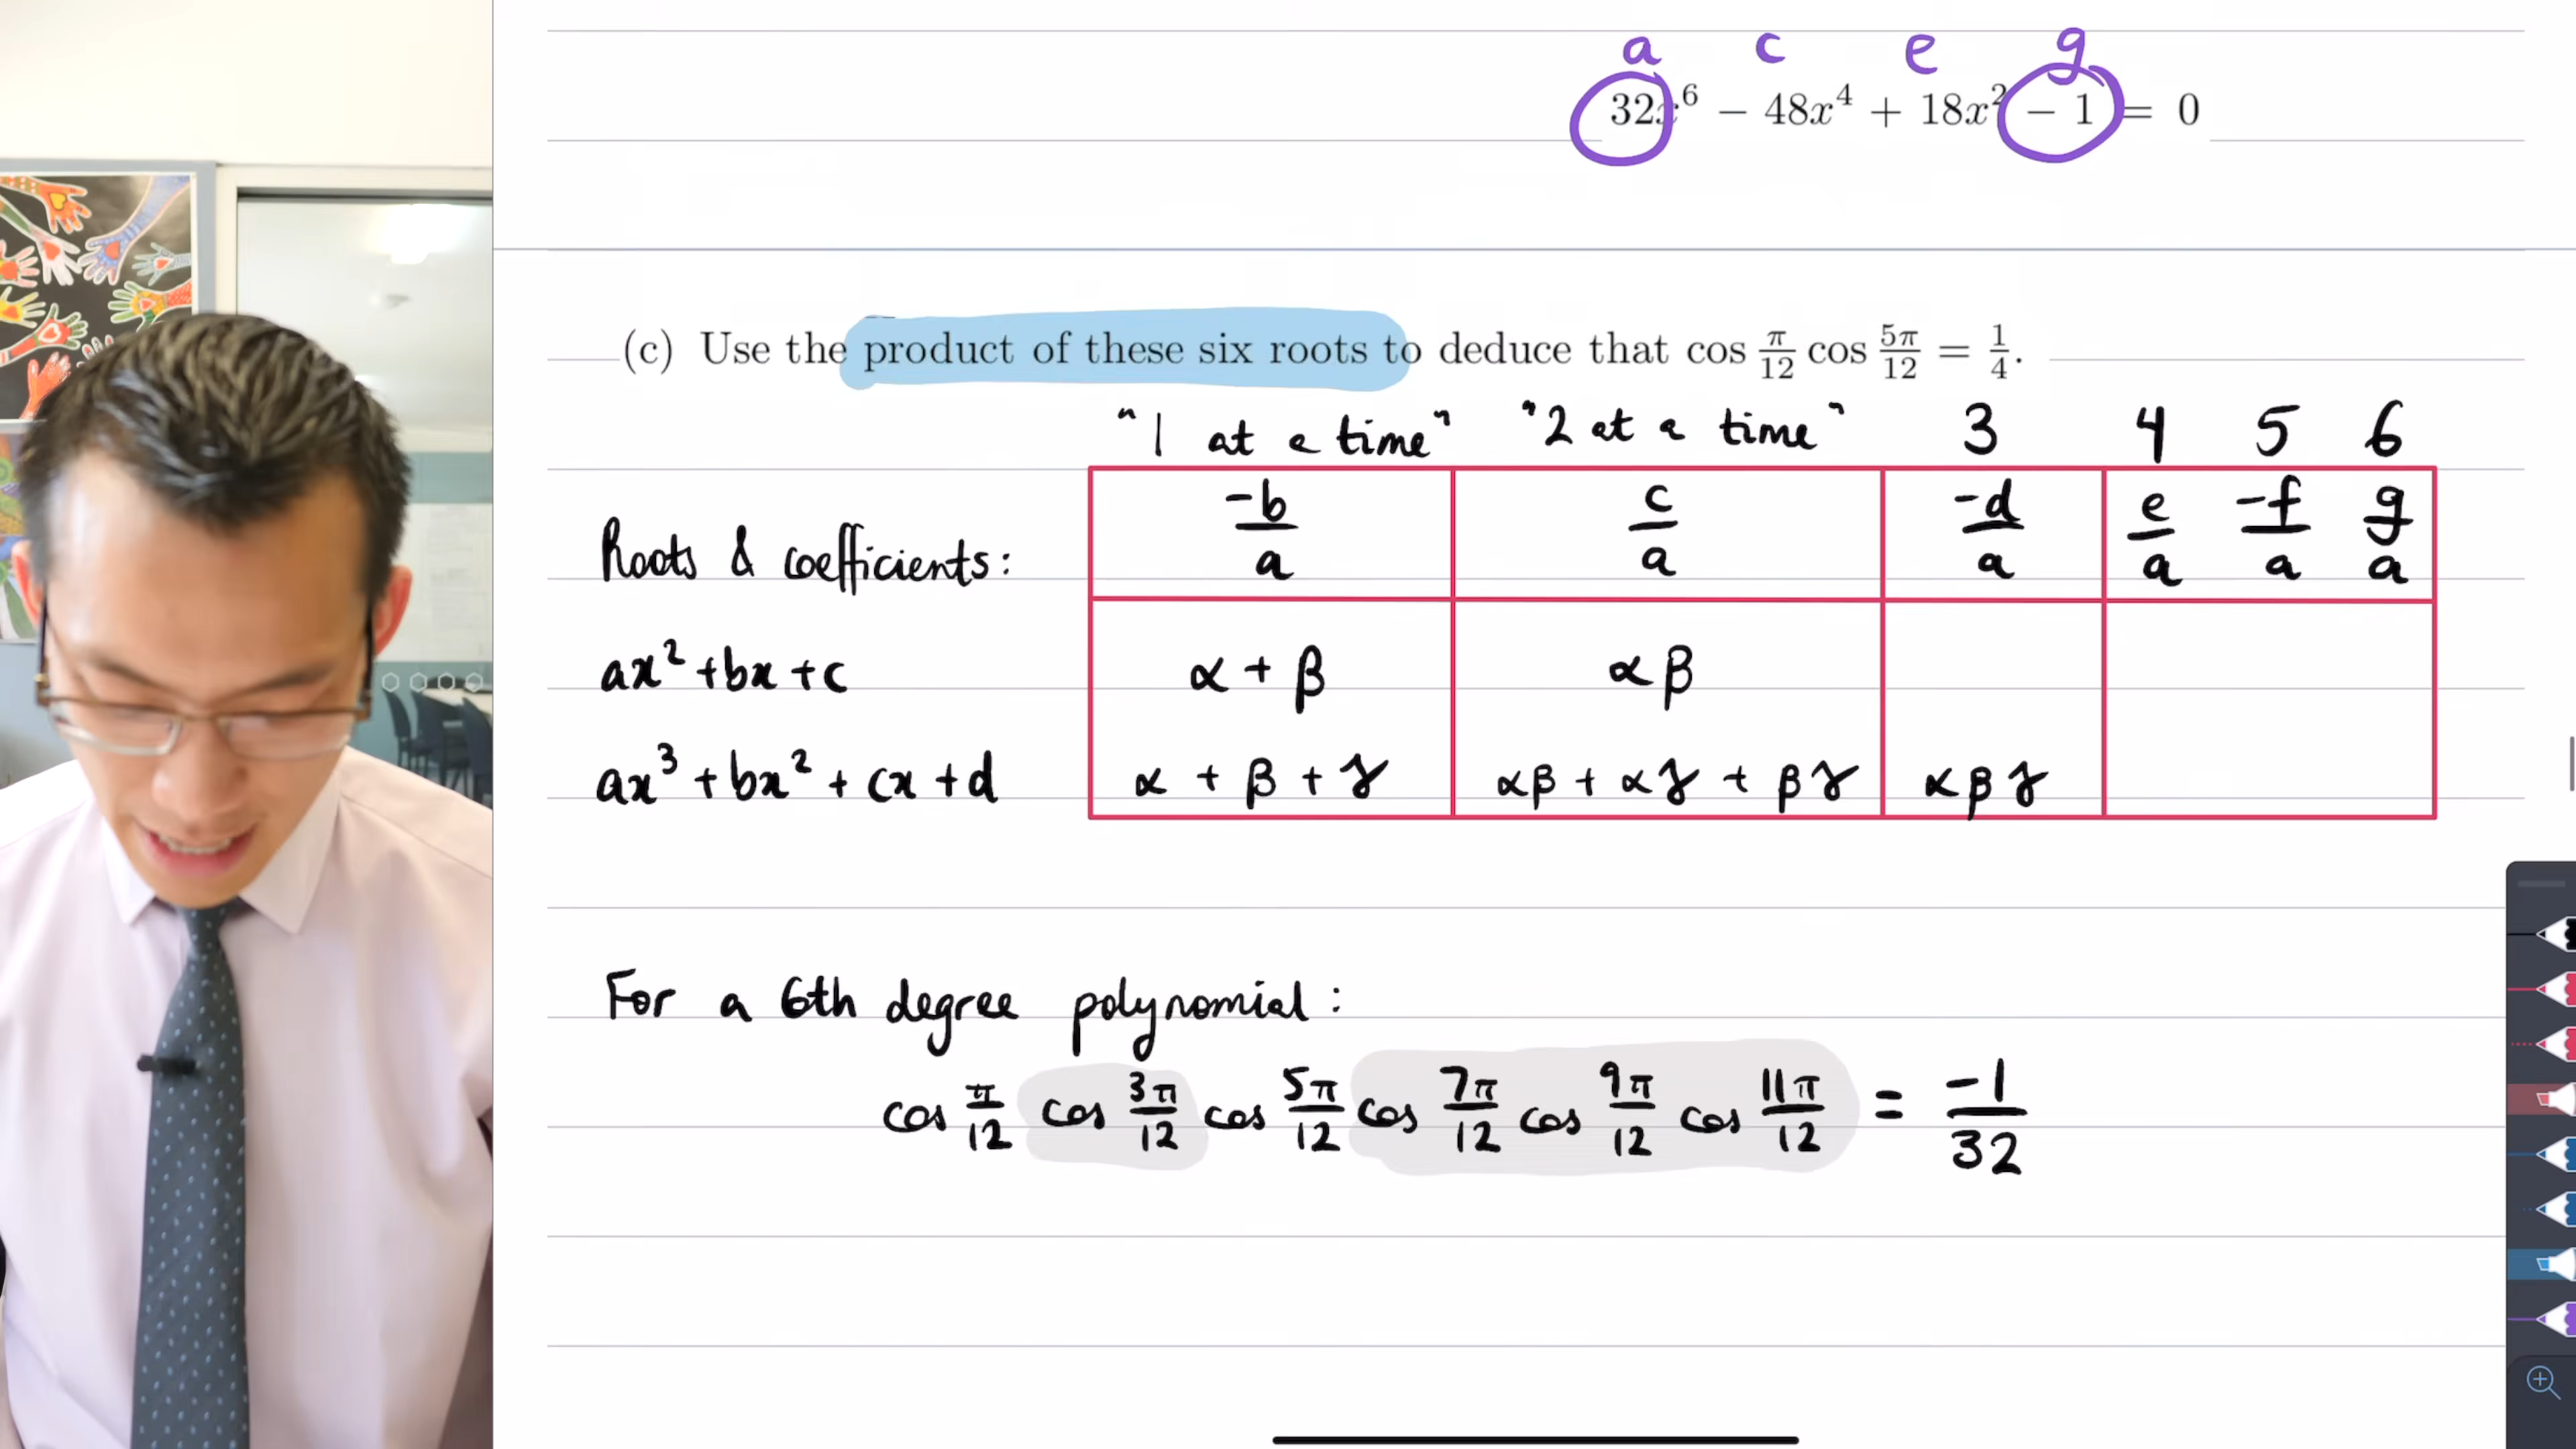 a c e g
32x⁶ − 48x⁴ + 18x² − 1 = 0
(c) Use the product of these six roots to deduce that cos π/12 cos 5π/12 = 1/4.
"1 at a time" "2 at a time" 3 4 5 6
Roots & coefficients: -b/a c/a -d/a e/a -f/a g/a
ax² + bx + c α + β αβ
ax³ + bx² + cx + d α + β + γ αβ + αγ + βγ αβγ
For a 6th degree polynomial:
cos π/12 cos 3π/12 cos 5π/12 cos 7π/12 cos 9π/12 cos 11π/12 = -1/32